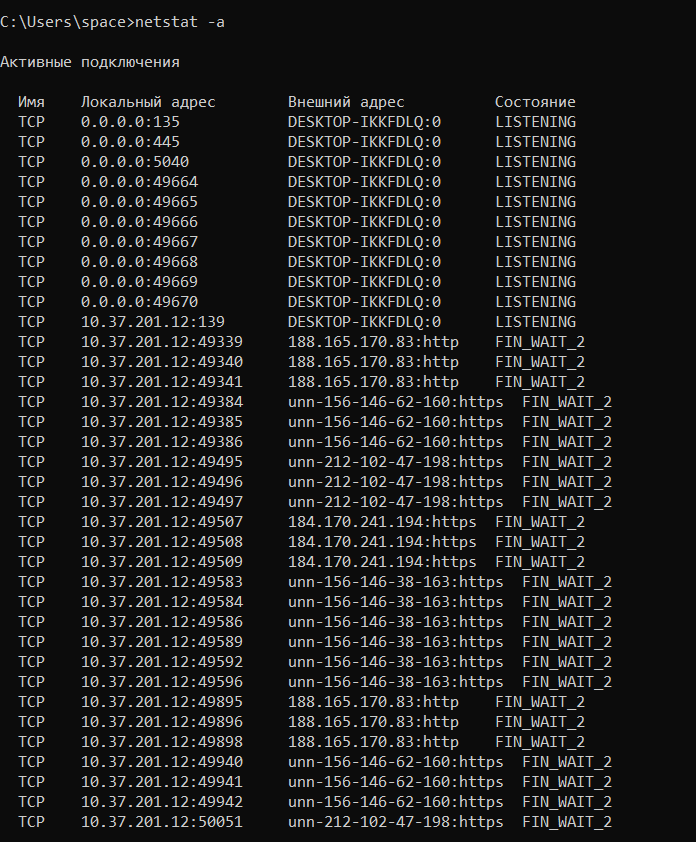 C:\Users\space>netstat -a
Активные подключения
Имя Локальный адрес Внешний адрес Состояние
TCP 0.0.0.0:135 DESKTOP-IKKFDLQ:0 LISTENING
TCP 0.0.0.0:445 DESKTOP-IKKFDLQ:0 LISTENING
TCP 0.0.0.0:5040 DESKTOP-IKKFDLQ:0 LISTENING
TCP 0.0.0.0:49664 DESKTOP-IKKFDLQ:0 LISTENING
TCP 0.0.0.0:49665 DESKTOP-IKKFDLQ:0 LISTENING
TCP 0.0.0.0:49666 DESKTOP-IKKFDLQ:0 LISTENING
TCP 0.0.0.0:49667 DESKTOP-IKKFDLQ:0 LISTENING
TCP 0.0.0.0:49668 DESKTOP-IKKFDLQ:0 LISTENING
TCP 0.0.0.0:49669 DESKTOP-IKKFDLQ:0 LISTENING
TCP 0.0.0.0:49670 DESKTOP-IKKFDLQ:0 LISTENING
TCP 10.37.201.12:139 DESKTOP-IKKFDLQ:0 LISTENING
TCP 10.37.201.12:49339 188.165.170.83:http FIN_WAIT_2
TCP 10.37.201.12:49340 188.165.170.83:http FIN_WAIT_2
TCP 10.37.201.12:49341 188.165.170.83:http FIN_WAIT_2
TCP 10.37.201.12:49384 unn-156-146-62-160:https FIN_WAIT_2
TCP 10.37.201.12:49385 unn-156-146-62-160:https FIN_WAIT_2
TCP 10.37.201.12:49386 unn-156-146-62-160:https FIN_WAIT_2
TCP 10.37.201.12:49495 unn-212-102-47-198:https FIN_WAIT_2
TCP 10.37.201.12:49496 unn-212-102-47-198:https FIN_WAIT_2
TCP 10.37.201.12:49497 unn-212-102-47-198:https FIN_WAIT_2
TCP 10.37.201.12:49507 184.170.241.194:https FIN_WAIT_2
TCP 10.37.201.12:49508 184.170.241.194:https FIN_WAIT_2
TCP 10.37.201.12:49509 184.170.241.194:https FIN_WAIT_2
TCP 10.37.201.12:49583 unn-156-146-38-163:https FIN_WAIT_2
TCP 10.37.201.12:49584 unn-156-146-38-163:https FIN_WAIT_2
TCP 10.37.201.12:49586 unn-156-146-38-163:https FIN_WAIT_2
TCP 10.37.201.12:49589 unn-156-146-38-163:https FIN_WAIT_2
TCP 10.37.201.12:49592 unn-156-146-38-163:https FIN_WAIT_2
TCP 10.37.201.12:49596 unn-156-146-38-163:https FIN_WAIT_2
TCP 10.37.201.12:49895 188.165.170.83:http FIN_WAIT_2
TCP 10.37.201.12:49896 188.165.170.83:http FIN_WAIT_2
TCP 10.37.201.12:49898 188.165.170.83:http FIN_WAIT_2
TCP 10.37.201.12:49940 unn-156-146-62-160:https FIN_WAIT_2
TCP 10.37.201.12:49941 unn-156-146-62-160:https FIN_WAIT_2
TCP 10.37.201.12:49942 unn-156-146-62-160:https FIN_WAIT_2
TCP 10.37.201.12:50051 unn-212-102-47-198:https FIN_WAIT_2